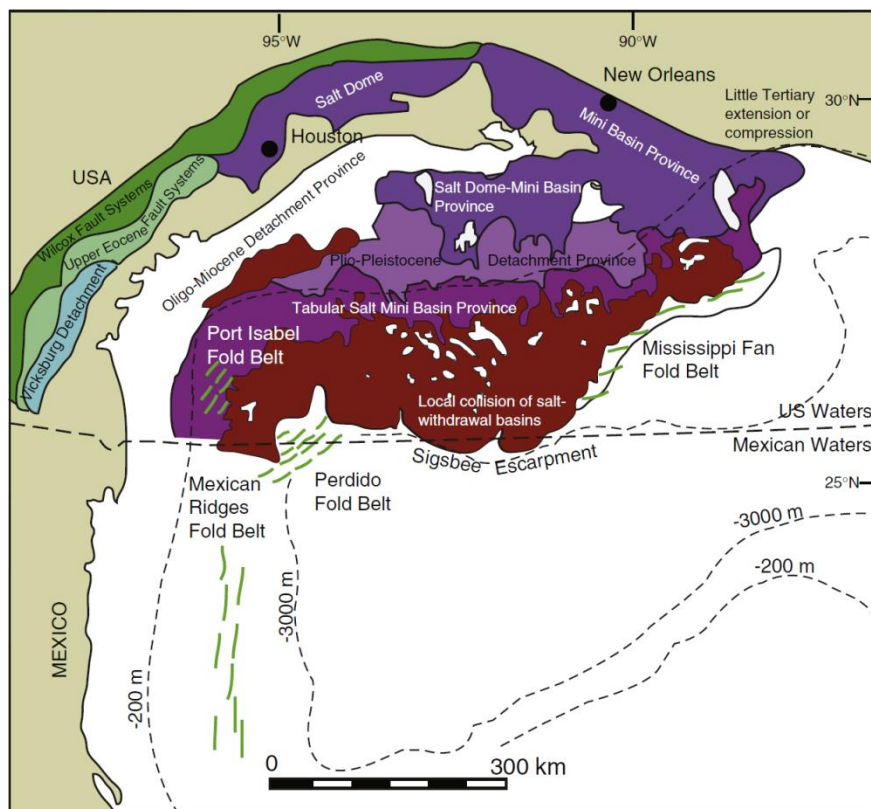 95°W
90°W
New Orleans
Little Tertiary
extension or
compression
30°N
Salt Dome
Houston
Mini Basin Province
USA
Wilcox Fault Systems
Upper Eocene Fault Systems
Vicksburg Detachment
Oligo-Miocene Detachment Province
Salt Dome-Mini Basin
Province
Plio-Pleistocene
Detachment Province
Tabular Salt Mini Basin Province
Port Isabel
Fold Belt
Mississippi Fan
Fold Belt
Local collision of salt-
withdrawal basins
US Waters
Mexican Waters
Sigsbee Escarpment
25°N
Mexican
Ridges
Fold Belt
Perdido
Fold Belt
-3000 m
-200 m
-3000 m
-200 m
MEXICO
0
300 km